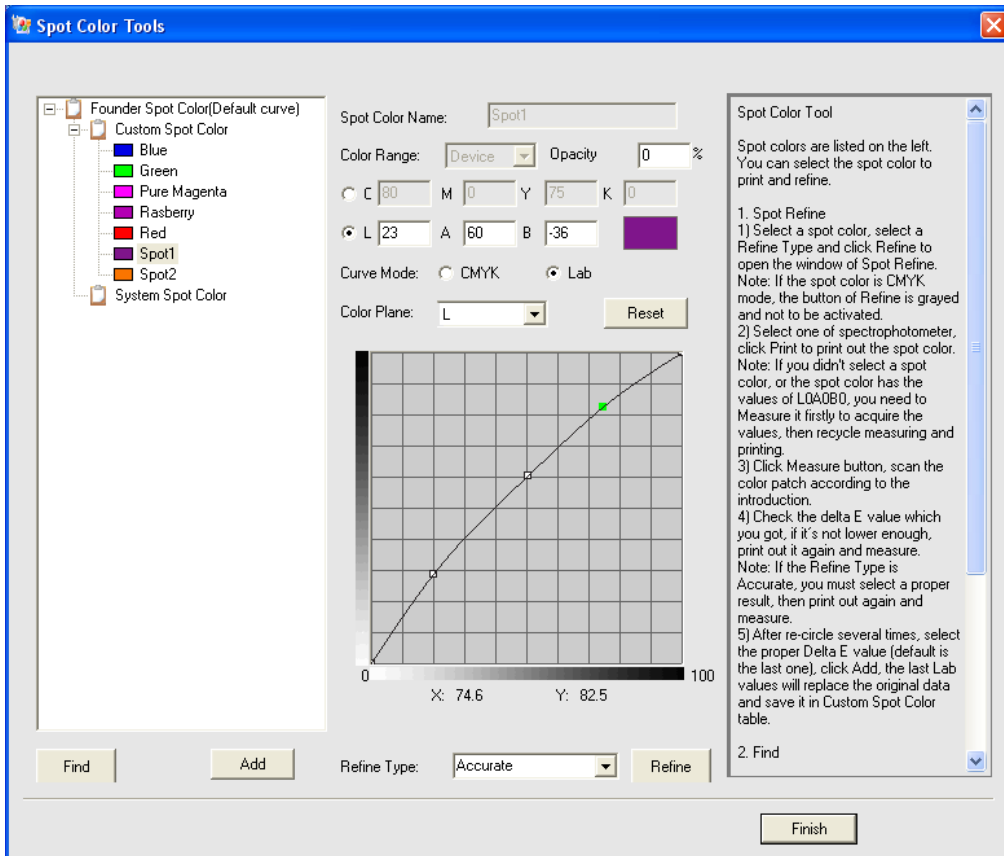 Spot Color Tools
Founder Spot Color(Default curve)
Custom Spot Color
Blue
Green
Pure Magenta
Rasberry
Red
Spot1
Spot2
System Spot Color
Find
Add
Spot Color Name: Spot1
Color Range: Device Opacity 0 %
C 80 M 0 Y 75 K 0
L 23 A 60 B -36
Curve Mode: CMYK Lab
Color Plane: L Reset
0 100
X: 74.6 Y: 82.5
Refine Type: Accurate Refine
Spot Color Tool
Spot colors are listed on the left.
You can select the spot color to
print and refine.
1. Spot Refine
1) Select a spot color, select a
Refine Type and click Refine to
open the window of Spot Refine.
Note: If the spot color is CMYK
mode, the button of Refine is grayed
and not to be activated.
2) Select one of spectrophotometer,
click Print to print out the spot color.
Note: If you didn't select a spot
color, or the spot color has the
values of L0A0B0, you need to
Measure it firstly to acquire the
values, then recycle measuring and
printing.
3) Click Measure button, scan the
color patch according to the
introduction.
4) Check the delta E value which
you got, if it's not lower enough,
print out it again and measure.
Note: If the Refine Type is
Accurate, you must select a proper
result, then print out again and
measure.
5) After re-circle several times, select
the proper Delta E value (default is
the last one), click Add, the last Lab
values will replace the original data
and save it in Custom Spot Color
table.
2. Find
Finish